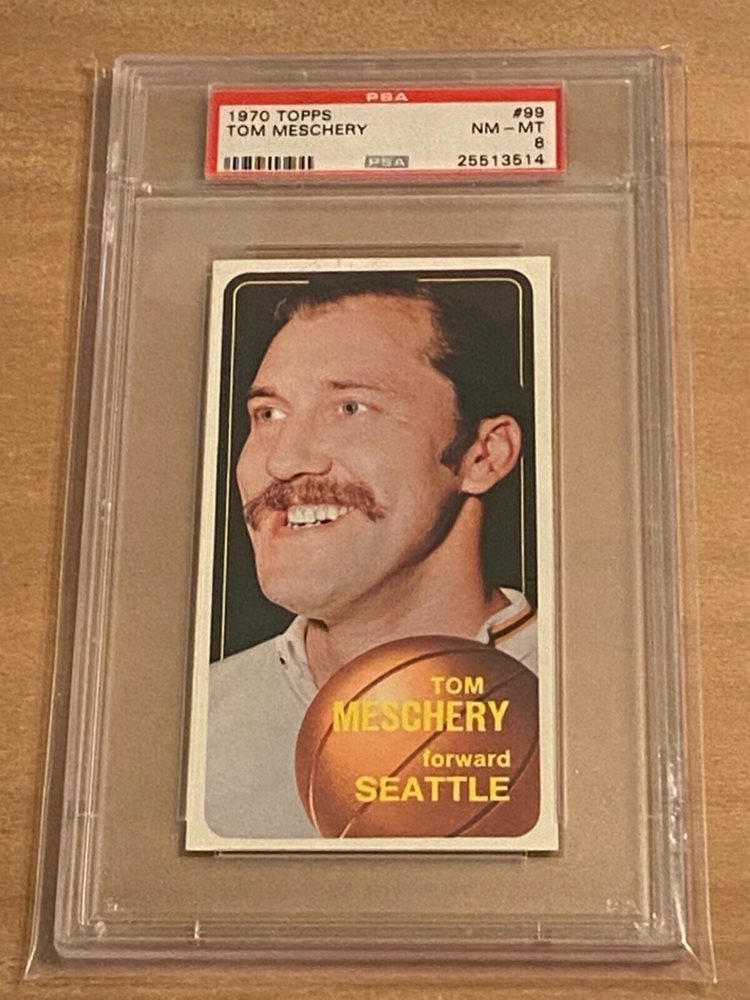 PSA
1970 TOPPS #99
TOM MESCHERY NM-MT
8
PSA 25513514
TOM
MESCHERY
forward
SEATTLE